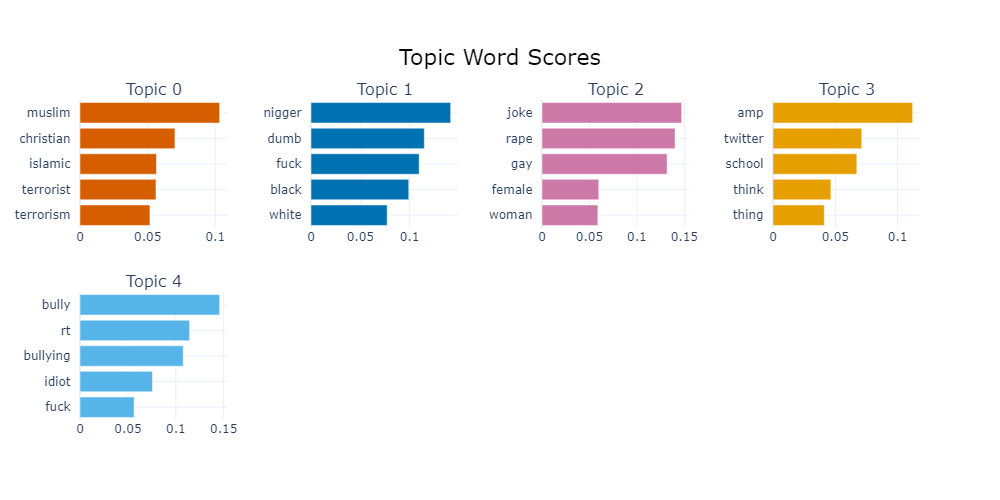 Topic Word Scores
Topic 0
muslim
christian
islamic
terrorist
terrorism
0 0.05 0.1
Topic 1
nigger
dumb
fuck
black
white
0 0.05 0.1
Topic 2
joke
rape
gay
female
woman
0 0.05 0.1 0.15
Topic 3
amp
twitter
school
think
thing
0 0.05 0.1
Topic 4
bully
rt
bullying
idiot
fuck
0 0.05 0.1 0.15